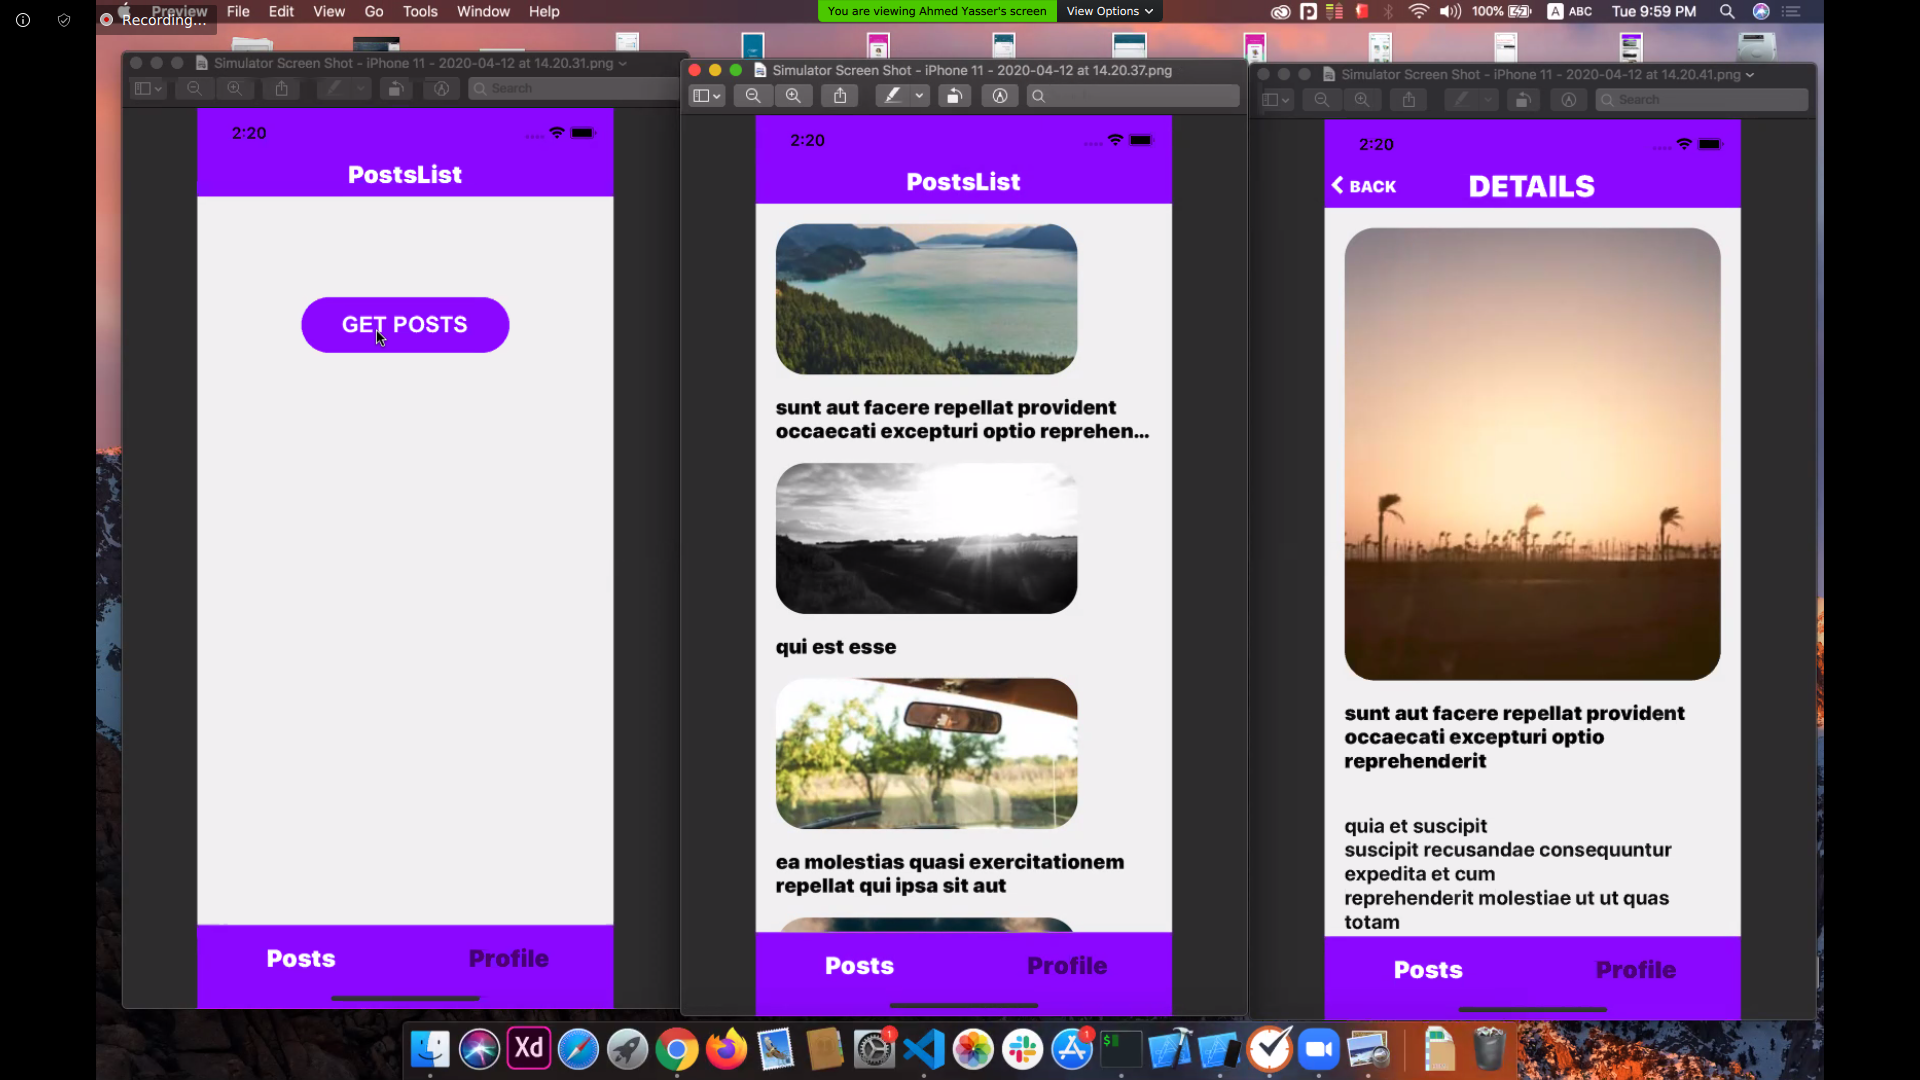 Recording...
Preview File Edit View Go Tools Window Help
You are viewing Ahmed Yasser's screen
View Options
100%
A ABC
Tue 9:59 PM
Simulator Screen Shot - iPhone 11 - 2020-04-12 at 14.20.31.png
Search
2:20
PostsList
GET POSTS
Posts Profile
Simulator Screen Shot - iPhone 11 - 2020-04-12 at 14.20.37.png
2:20
PostsList
sunt aut facere repellat provident
occaecati excepturi optio reprehen...
qui est esse
ea molestias quasi exercitationem
repellat qui ipsa sit aut
Posts Profile
Simulator Screen Shot - iPhone 11 - 2020-04-12 at 14.20.41.png
Search
2:20
BACK DETAILS
sunt aut facere repellat provident
occaecati excepturi optio
reprehenderit
quia et suscipit
suscipit recusandae consequuntur
expedita et cum
reprehenderit molestiae ut ut quas
totam
Posts Profile
Xd
1
1
$